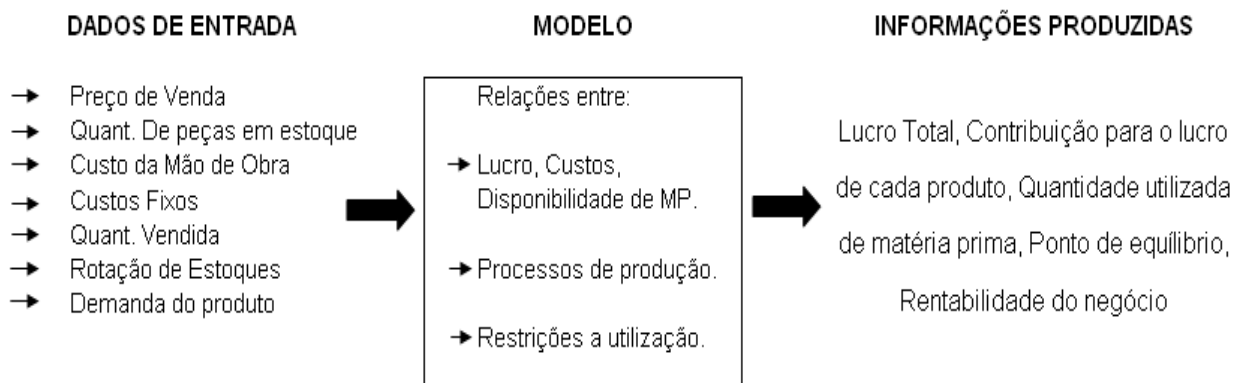 DADOS DE ENTRADA
Preço de Venda
Quant. De peças em estoque
Custo da Mão de Obra
Custos Fixos
Quant. Vendida
Rotação de Estoques
Demanda do produto
MODELO
Relações entre:
Lucro, Custos,
Disponibilidade de MP.
Processos de produção.
Restrições a utilização.
INFORMAÇÕES PRODUZIDAS
Lucro Total, Contribuição para o lucro
de cada produto, Quantidade utilizada
de matéria prima, Ponto de equílibrio,
Rentabilidade do negócio